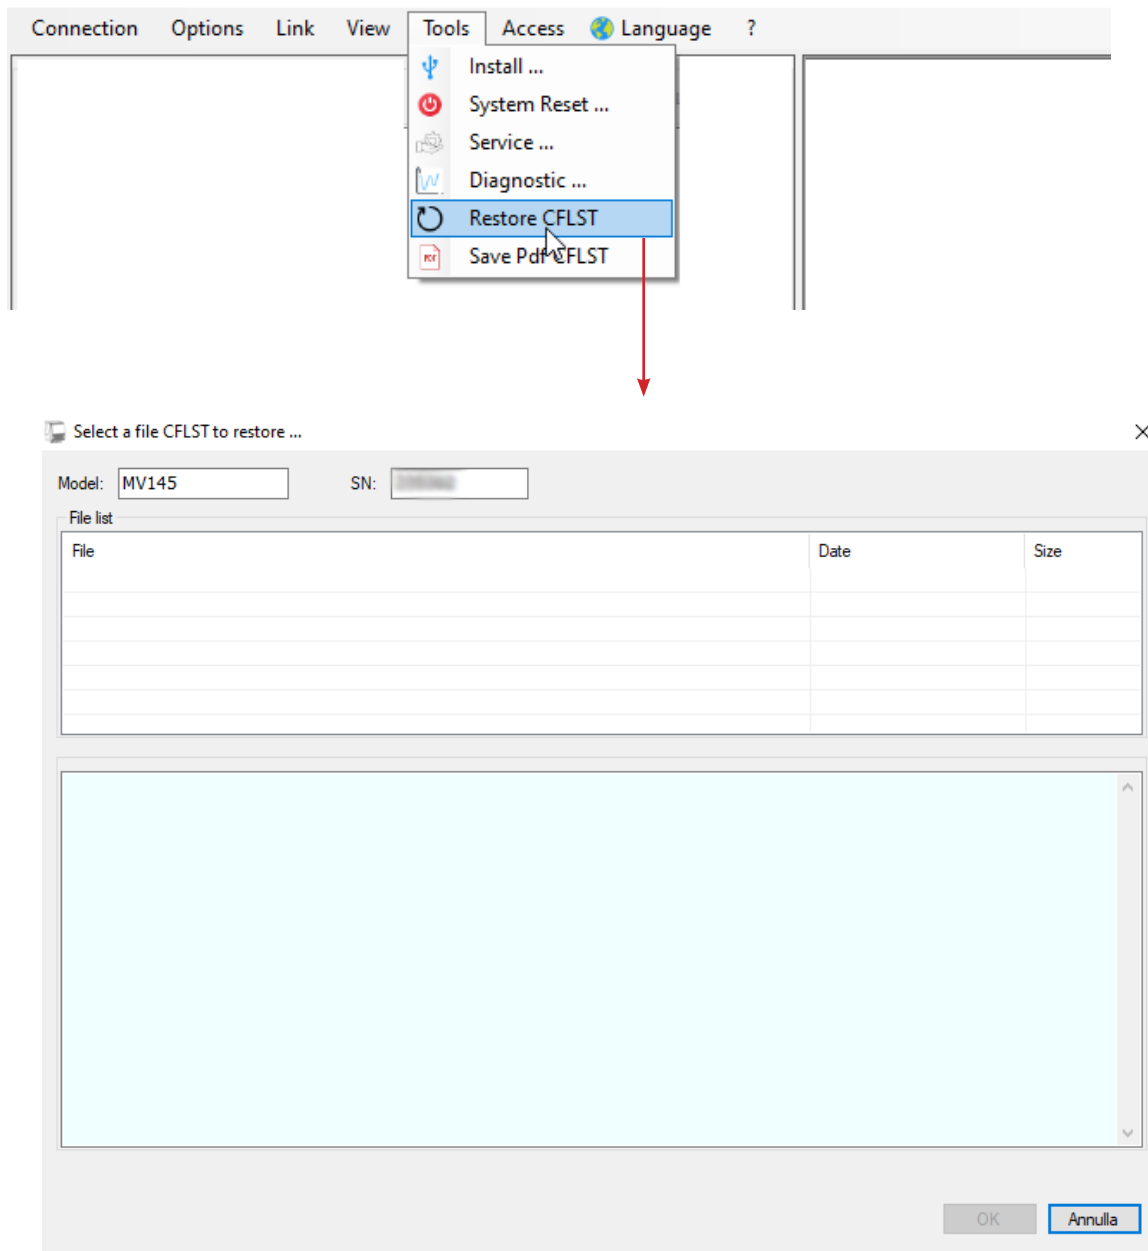 Connection Options Link View Tools Access Language ?
Install ...
System Reset ...
Service ...
Diagnostic ...
Restore CFLST
Save Pdf CFLST
Select a file CFLST to restore ...
Model: MV145 SN:
File list
File Date Size
OK Annulla